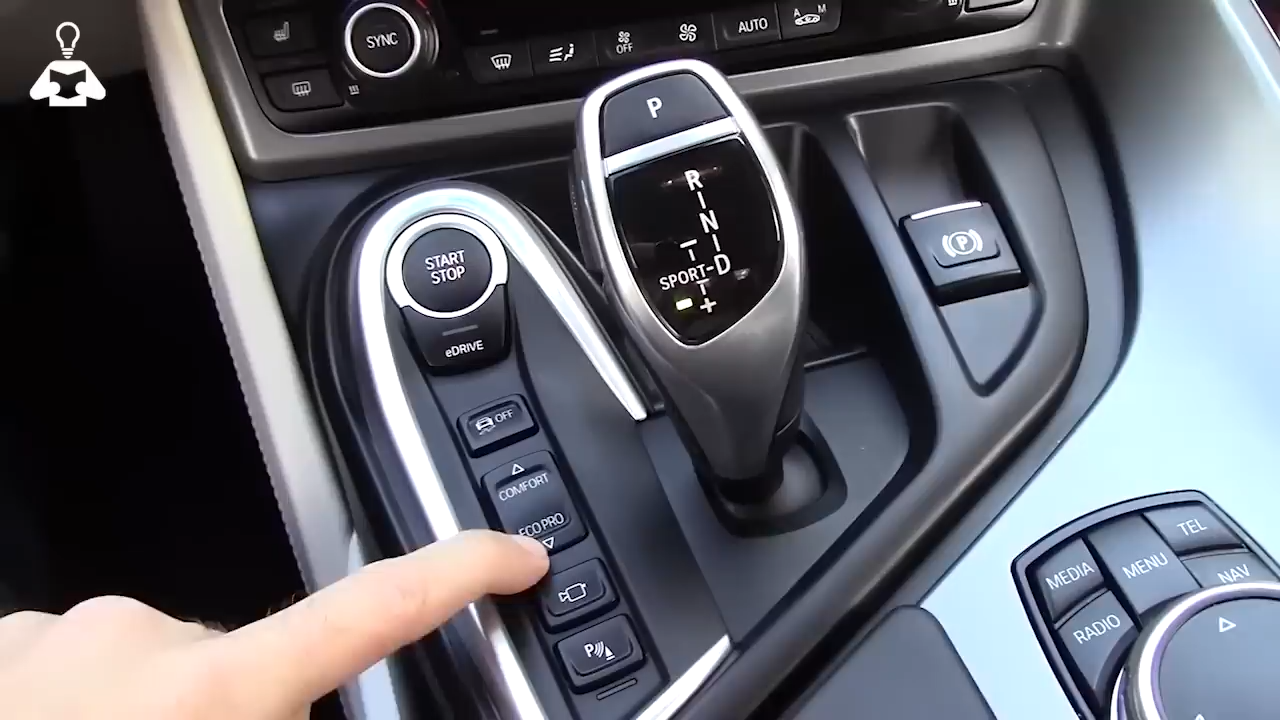 SYNC
OFF
AUTO
A
M
P
R
N
SPORT-D
+
P
START
STOP
eDRIVE
OFF
COMFORT
ECO PRO
P
MEDIA
MENU
TEL
NAV
RADIO